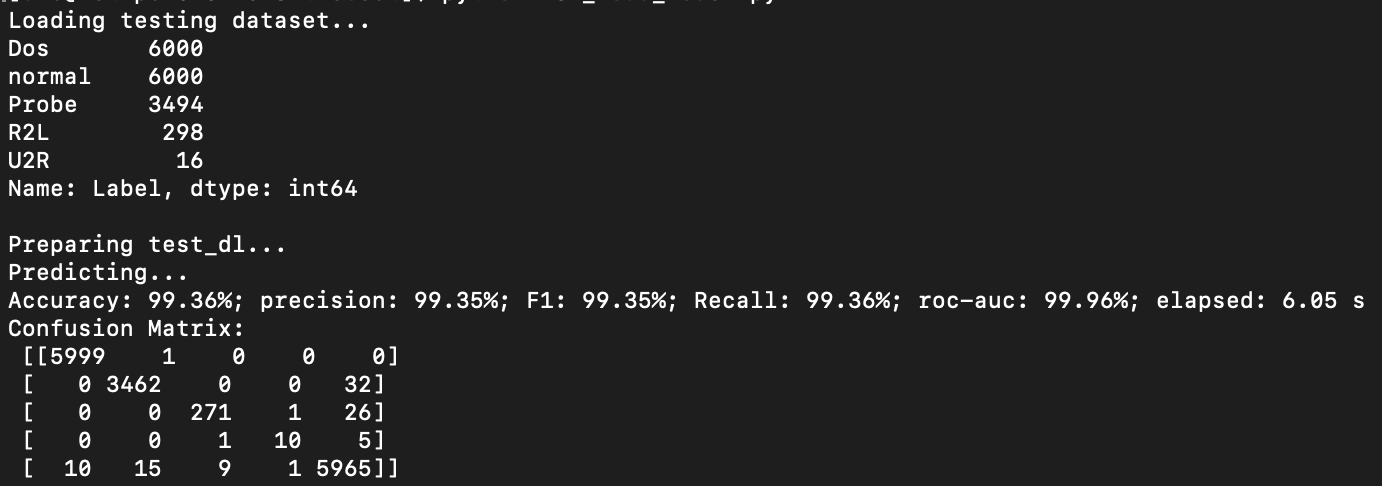 Loading testing dataset...
Dos       6000
normal    6000
Probe     3494
R2L        298
U2R         16
Name: Label, dtype: int64
Preparing test_dl...
Predicting...
Accuracy: 99.36%; precision: 99.35%; F1: 99.35%; Recall: 99.36%; roc-auc: 99.96%; elapsed: 6.05 s
Confusion Matrix:
 [[5999    1    0    0    0]
 [   0 3462    0    0   32]
 [   0    0  271    1   26]
 [   0    0    1   10    5]
 [  10   15    9    1 5965]]